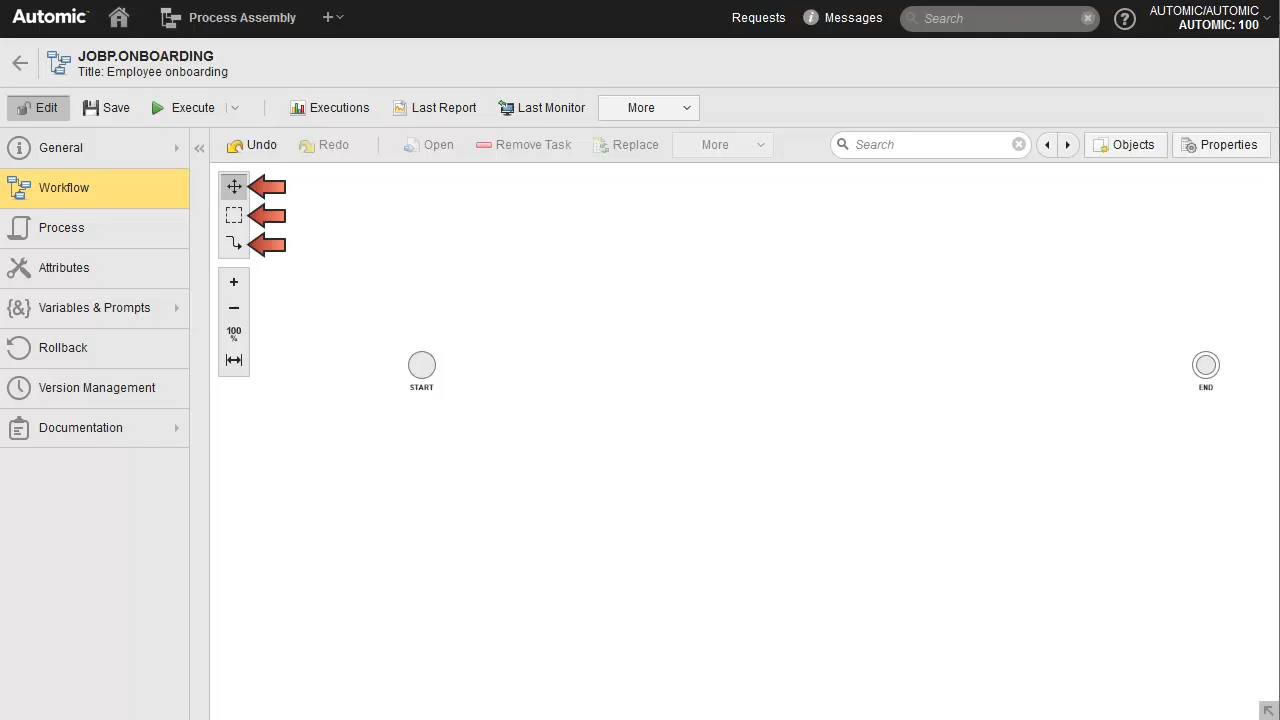 Automic
Process Assembly
Requests
Messages
Search
AUTOMIC/AUTOMIC
AUTOMIC: 100
JOBP.ONBOARDING
Title: Employee onboarding
Edit
Save
Execute
Executions
Last Report
Last Monitor
More
General
Workflow
Process
Attributes
Variables & Prompts
Rollback
Version Management
Documentation
Undo
Redo
Open
Remove Task
Replace
More
Search
Objects
Properties
100
%
START
END